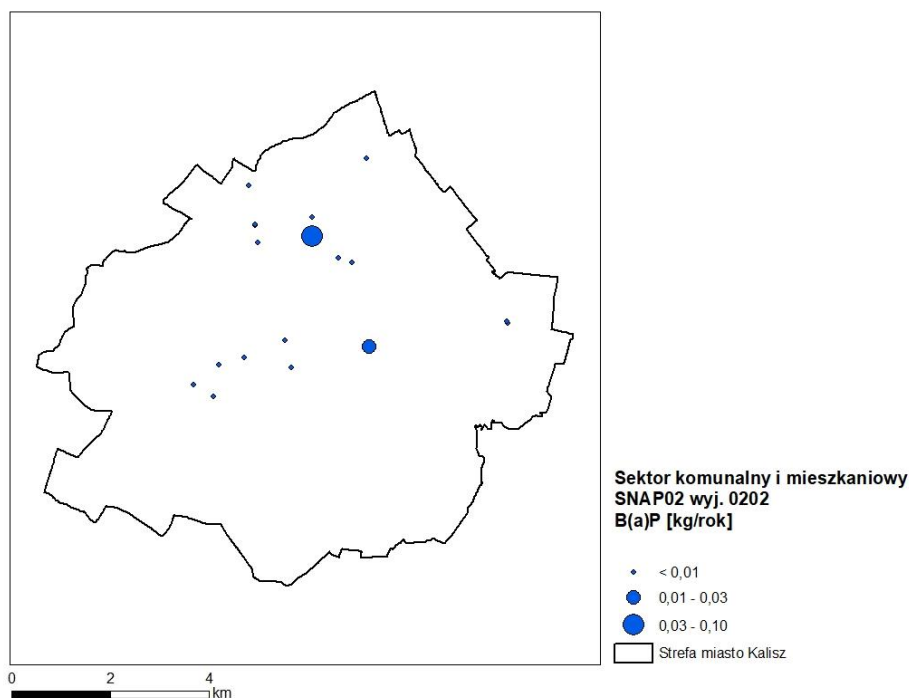 Sektor komunalny i mieszkaniowy
SNAP02 wyj. 0202
B(a)P [kg/rok]
< 0,01
0,01 - 0,03
0,03 - 0,10
Strefa miasto Kalisz
0 2 4
km